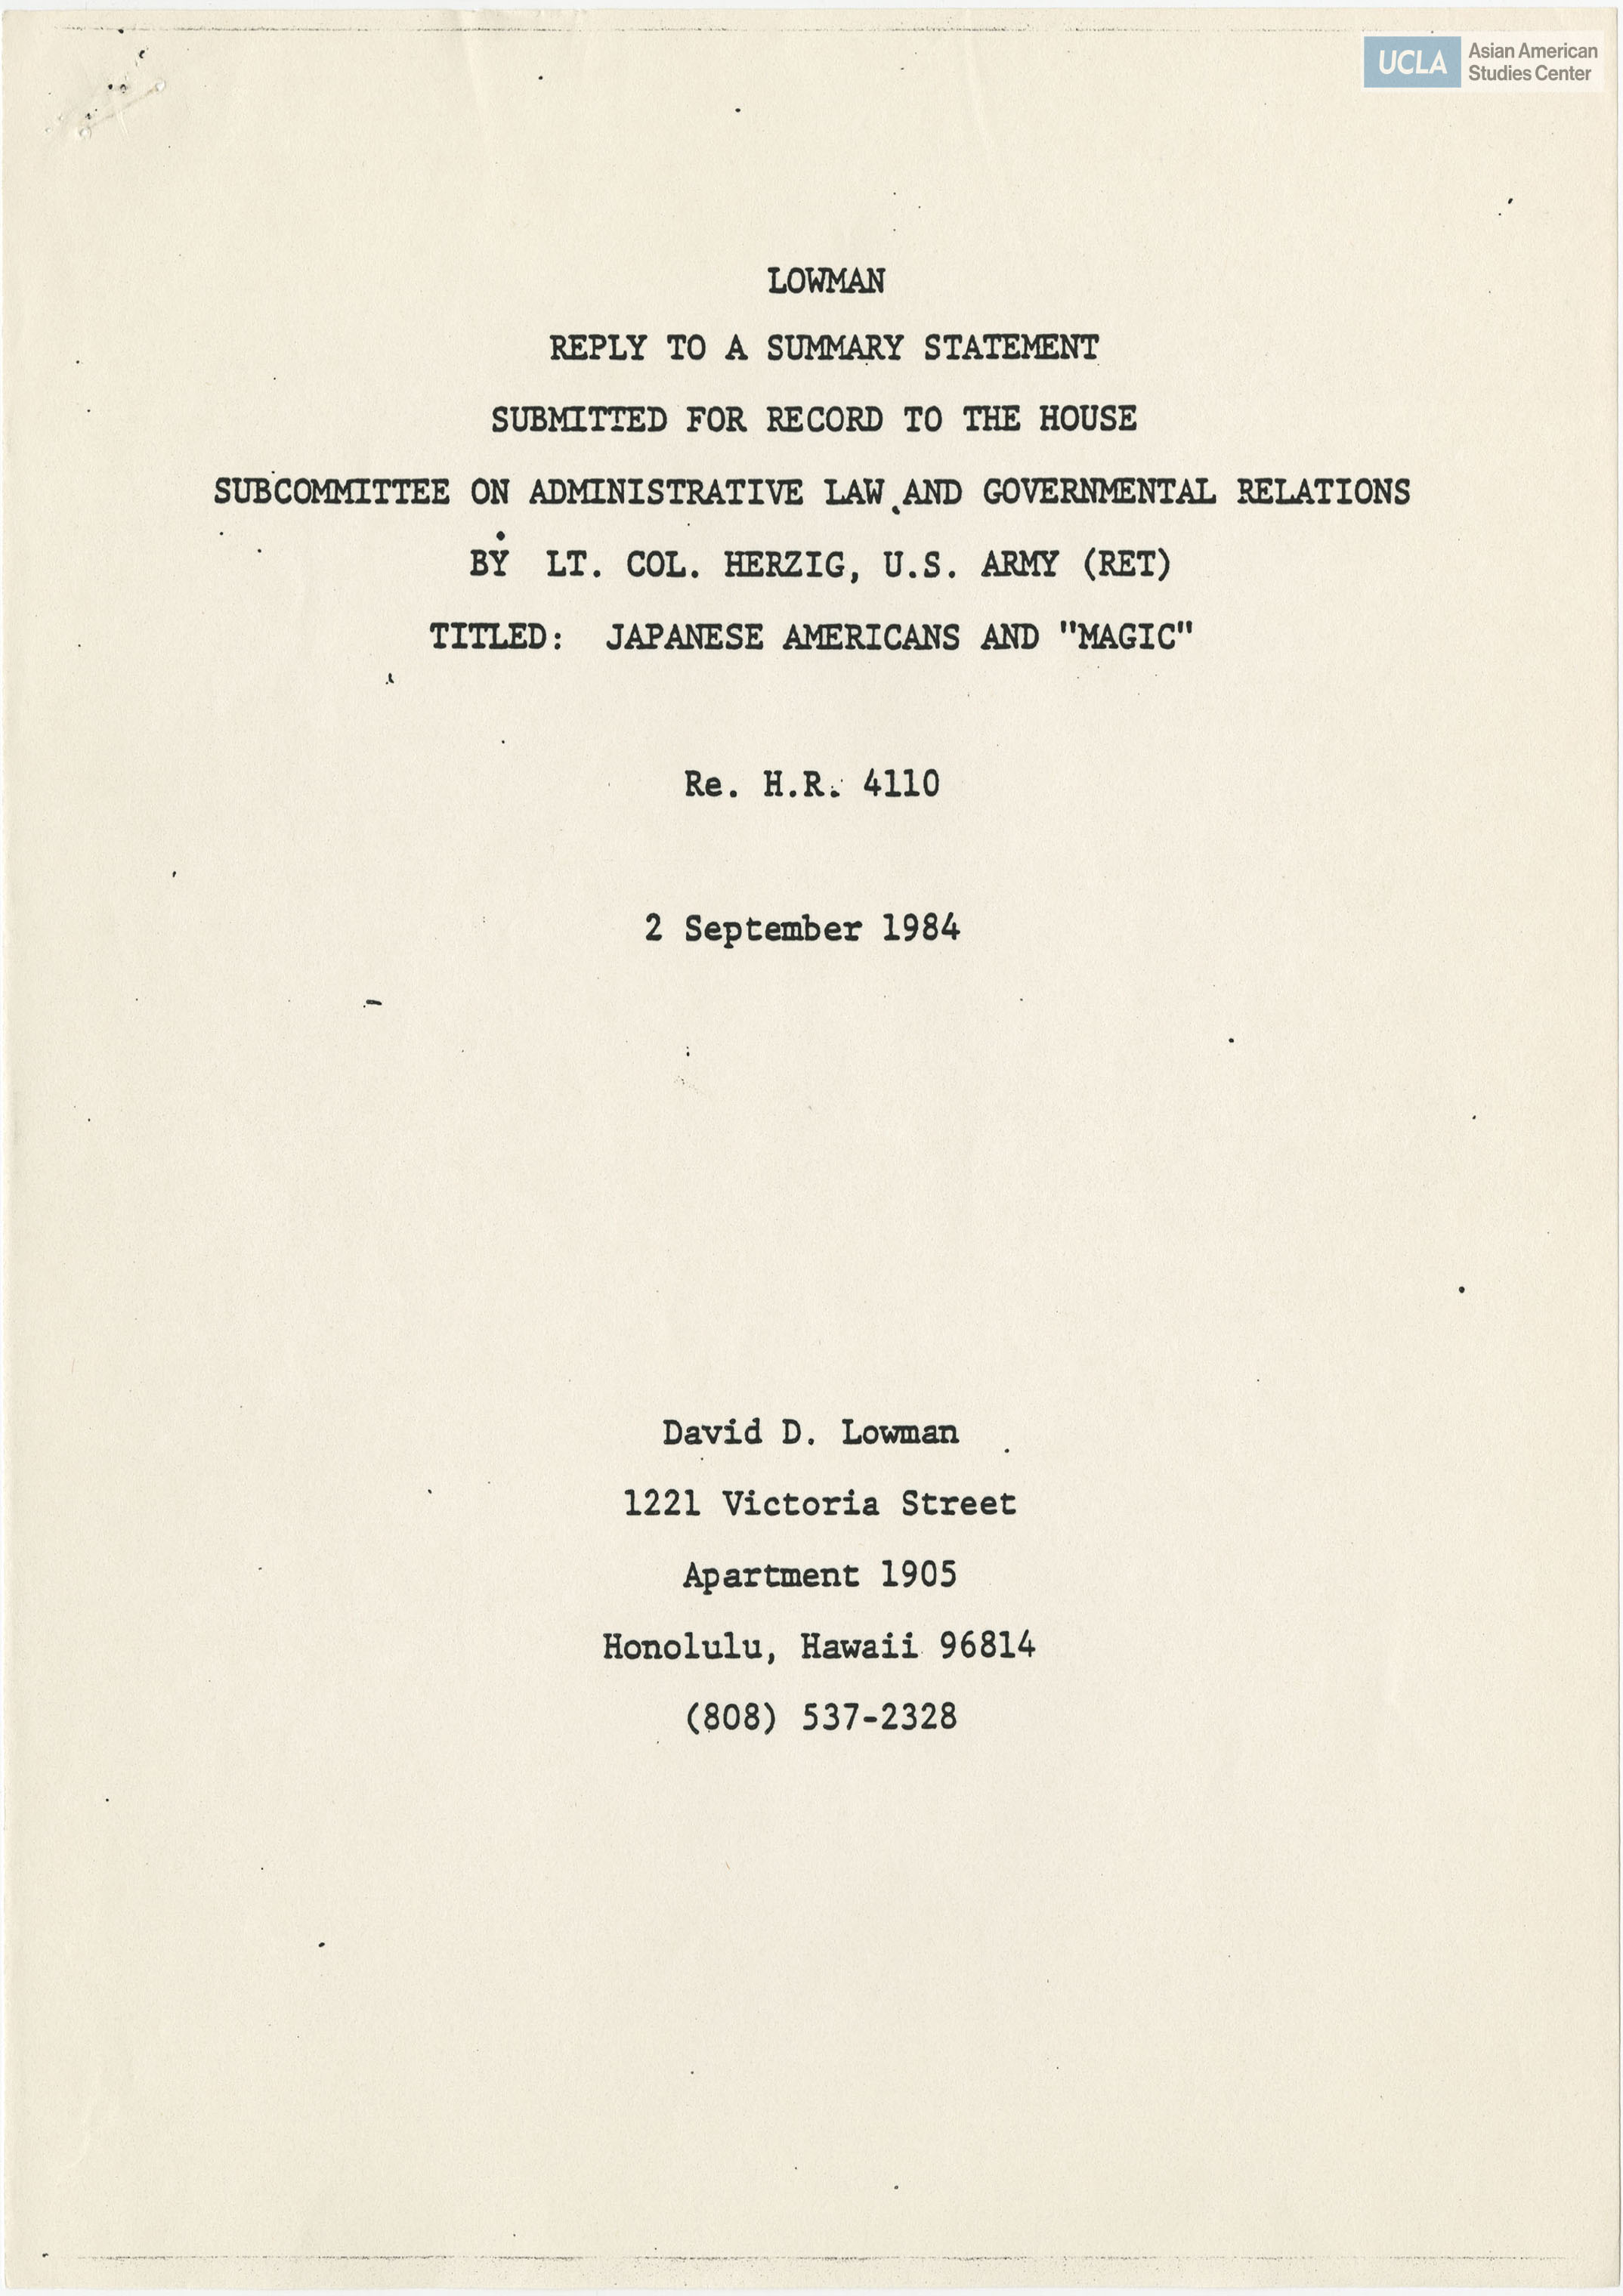 UCLA Asian American
Studies Center
LOWMAN
REPLY TO A SUMMARY STATEMENT
SUBMITTED FOR RECORD TO THE HOUSE
SUBCOMMITTEE ON ADMINISTRATIVE LAW AND GOVERNMENTAL RELATIONS
BY LT. COL. HERZIG, U.S. ARMY (RET)
TITLED: JAPANESE AMERICANS AND "MAGIC"
Re. H.R. 4110
2 September 1984
David D. Lowman
1221 Victoria Street
Apartment 1905
Honolulu, Hawaii 96814
(808) 537-2328